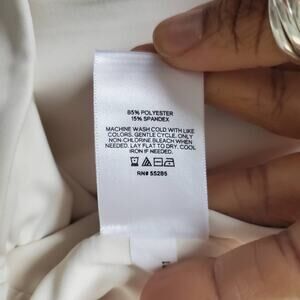 85% POLYESTER
15% SPANDEX
MACHINE WASH COLD WITH LIKE
COLORS. GENTLE CYCLE. ONLY
NON-CHLORINE BLEACH WHEN
NEEDED. LAY FLAT TO DRY. COOL
IRON IF NEEDED.
RN# 55285